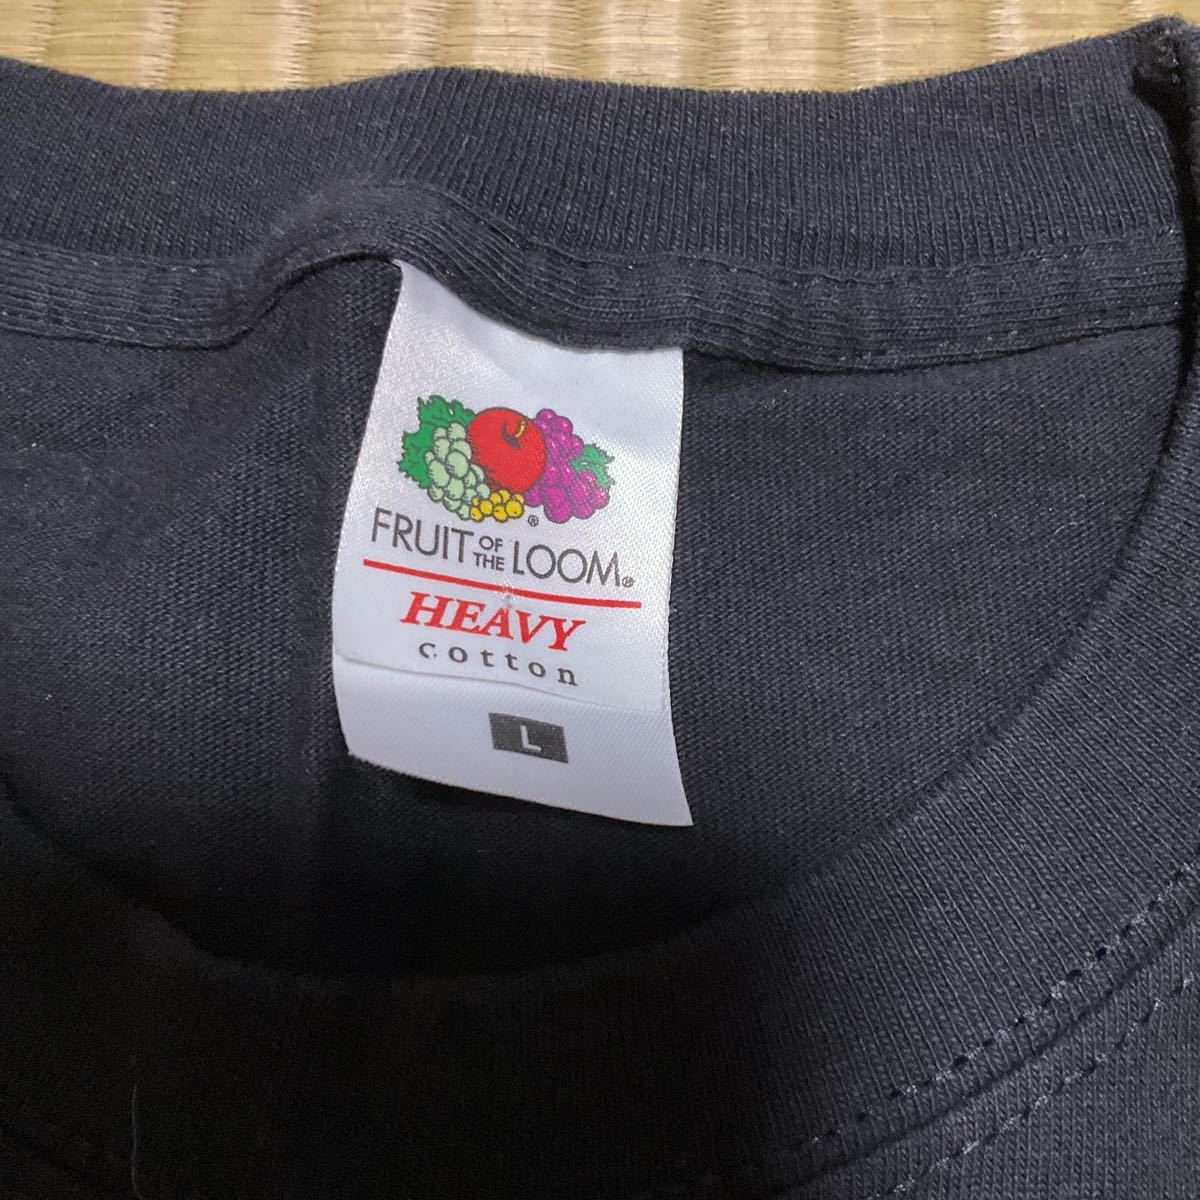 ®
FRUIT OF THE LOOM®
HEAVY
cotton
L